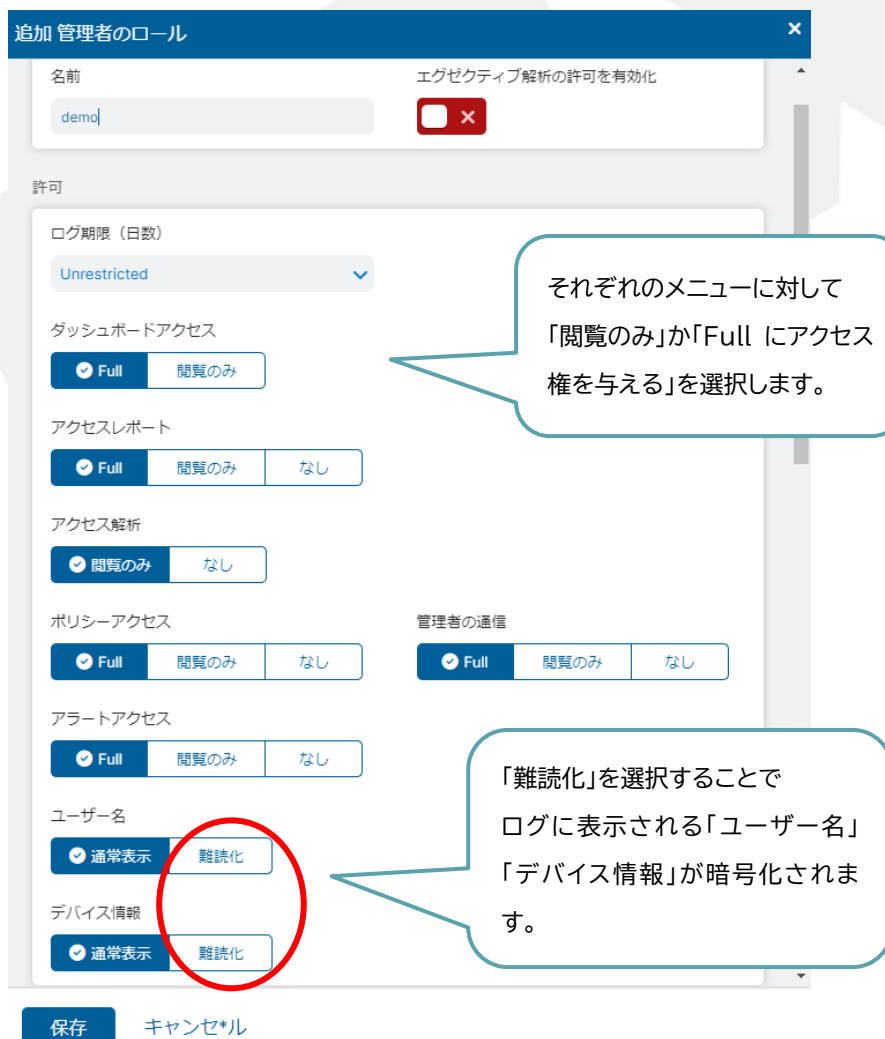 追加 管理者のロール
名前
エグゼクティブ解析の許可を有効化
demo
許可
ログ期限（日数）
Unrestricted
それぞれのメニューに対して
「閲覧のみ」か「Full にアクセス
権を与える」を選択します。
ダッシュボードアクセス
Full 閲覧のみ
アクセスレポート
Full 閲覧のみ なし
アクセス解析
閲覧のみ なし
ポリシーアクセス
管理者の通信
Full 閲覧のみ なし
Full 閲覧のみ なし
アラートアクセス
Full 閲覧のみ なし
「難読化」を選択することで
ログに表示される「ユーザー名」
「デバイス情報」が暗号化されま
す。
ユーザー名
通常表示 難読化
デバイス情報
通常表示 難読化
保存 キャンセ*ル